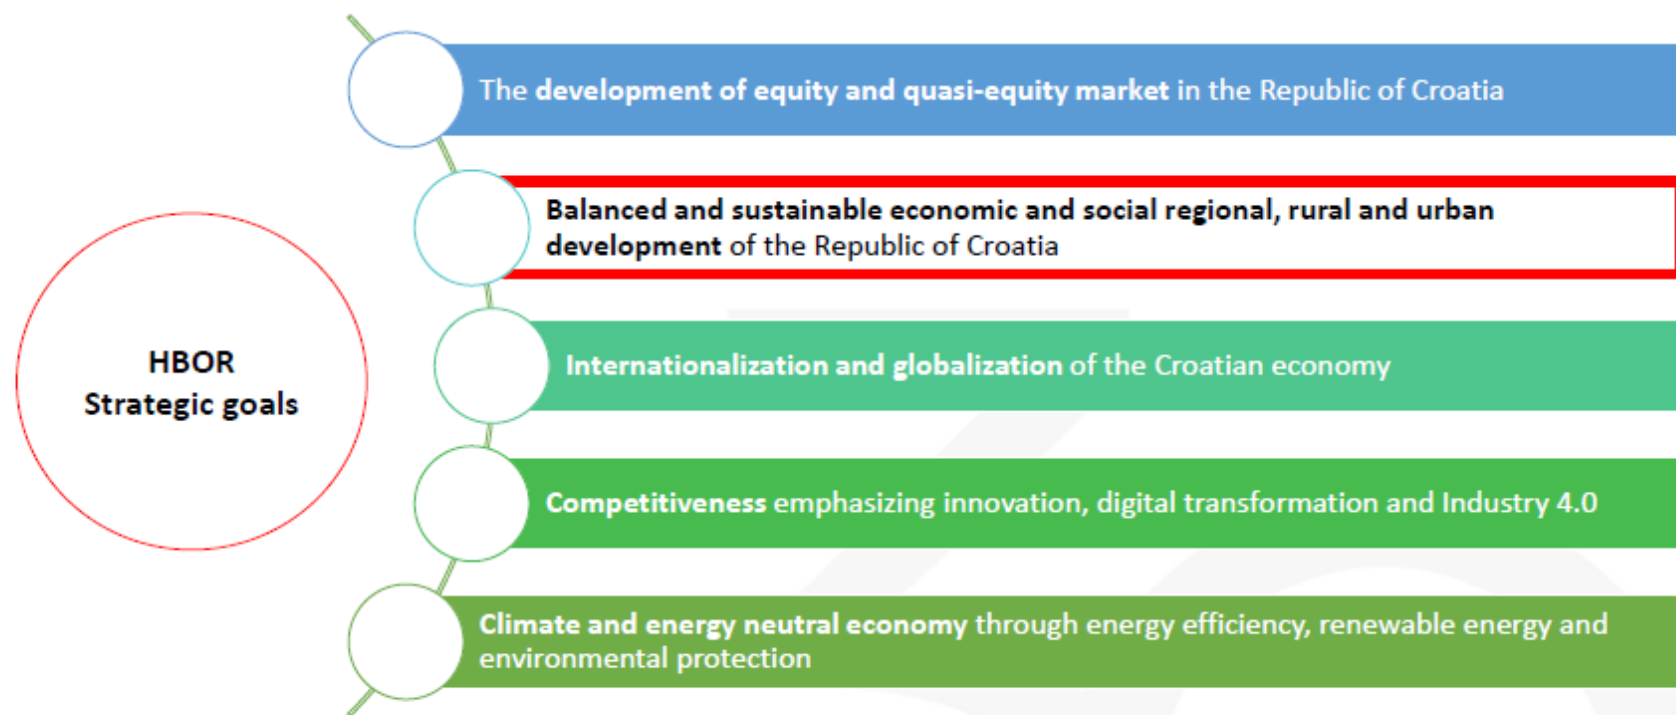 HBOR
Strategic goals
The development of equity and quasi-equity market in the Republic of Croatia
Balanced and sustainable economic and social regional, rural and urban
development of the Republic of Croatia
Internationalization and globalization of the Croatian economy
Competitiveness emphasizing innovation, digital transformation and Industry 4.0
Climate and energy neutral economy through energy efficiency, renewable energy and
environmental protection